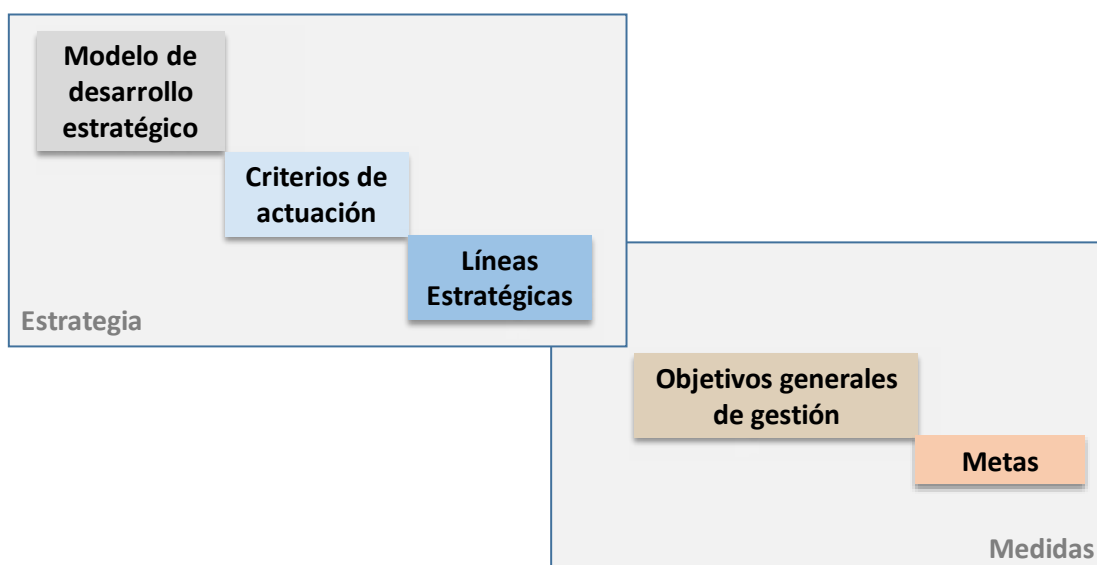 Modelo de
desarrollo
estratégico
Criterios de
actuación
Líneas
Estratégicas
Estrategia
Objetivos generales
de gestión
Metas
Medidas